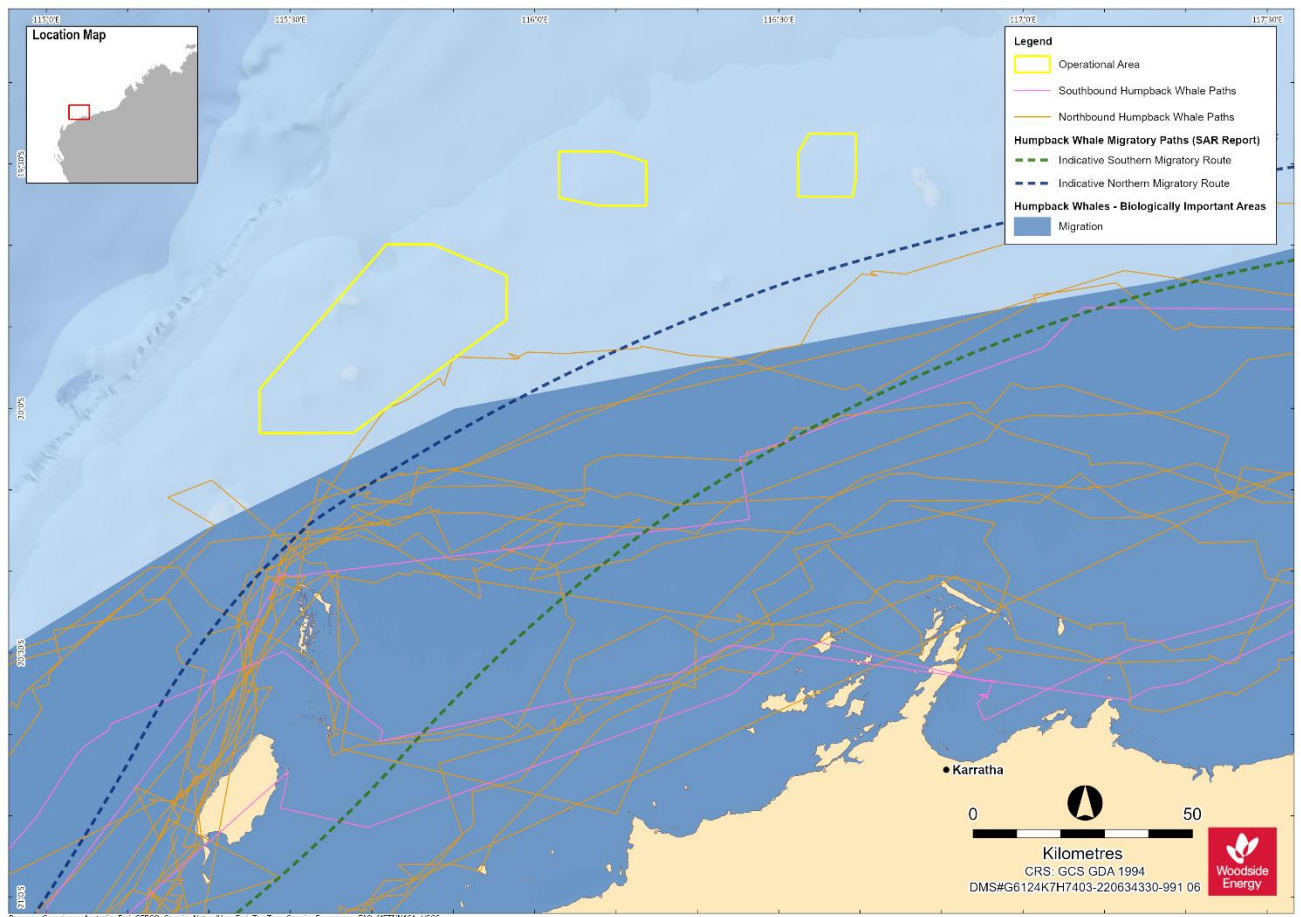 115°0'E
115°30'E
116°0'E
116°30'E
117°0'E
117°30'E
Location Map
Legend
Operational Area
Southbound Humpback Whale Paths
Northbound Humpback Whale Paths
Humpback Whale Migratory Paths (SAR Report)
Indicative Southern Migratory Route
Indicative Northern Migratory Route
Humpback Whales - Biologically Important Areas
Migration
19°30'S
20°0'S
20°30'S
21°0'S
Karratha
0 50
Kilometres
CRS: GCS GDA 1994
DMS#G6124K7H7403-220634330-991 06
Woodside
Energy